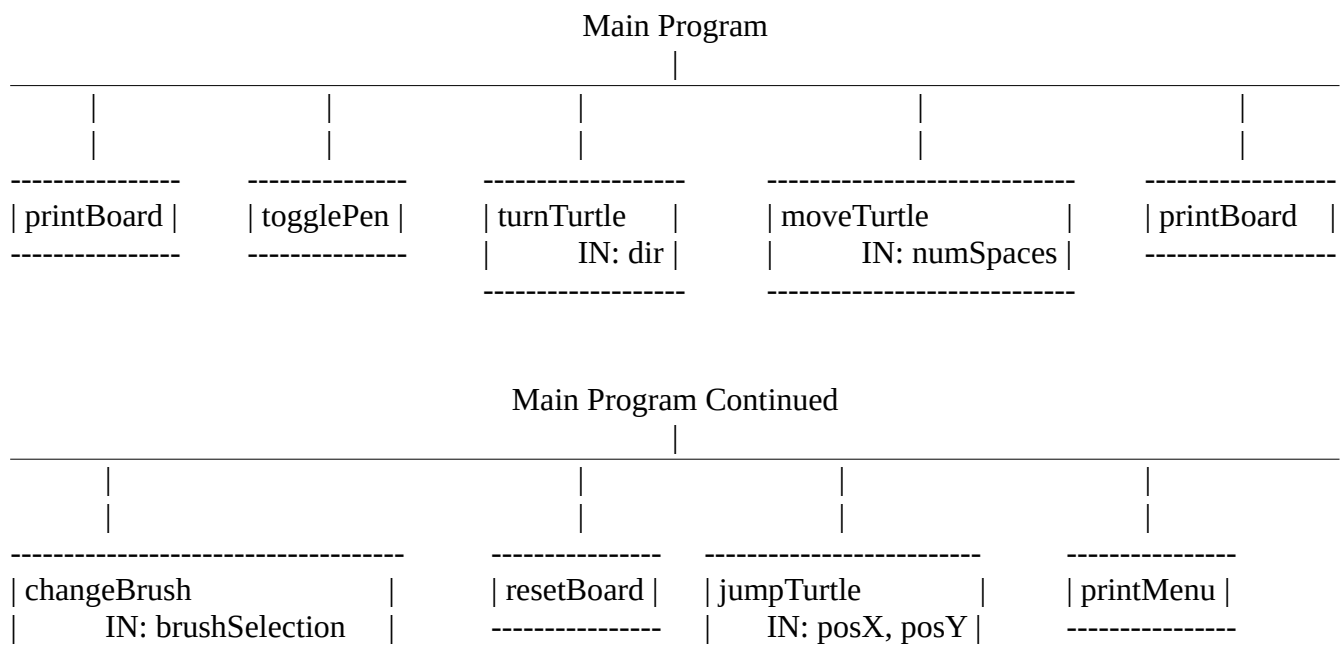 Main Program
|
| | | | |
| | | | |
---------------- --------------- ------------------- ----------------------------- ------------------
| printBoard | | togglePen | | turnTurtle | | moveTurtle | | printBoard |
---------------- --------------- | IN: dir | | IN: numSpaces | ------------------
------------------- -----------------------------
Main Program Continued
|
| | | |
| | | |
------------------------------------- ---------------- -------------------------- ----------------
| changeBrush | | resetBoard | | jumpTurtle | | printMenu |
| IN: brushSelection | ---------------- | IN: posX, posY | ----------------